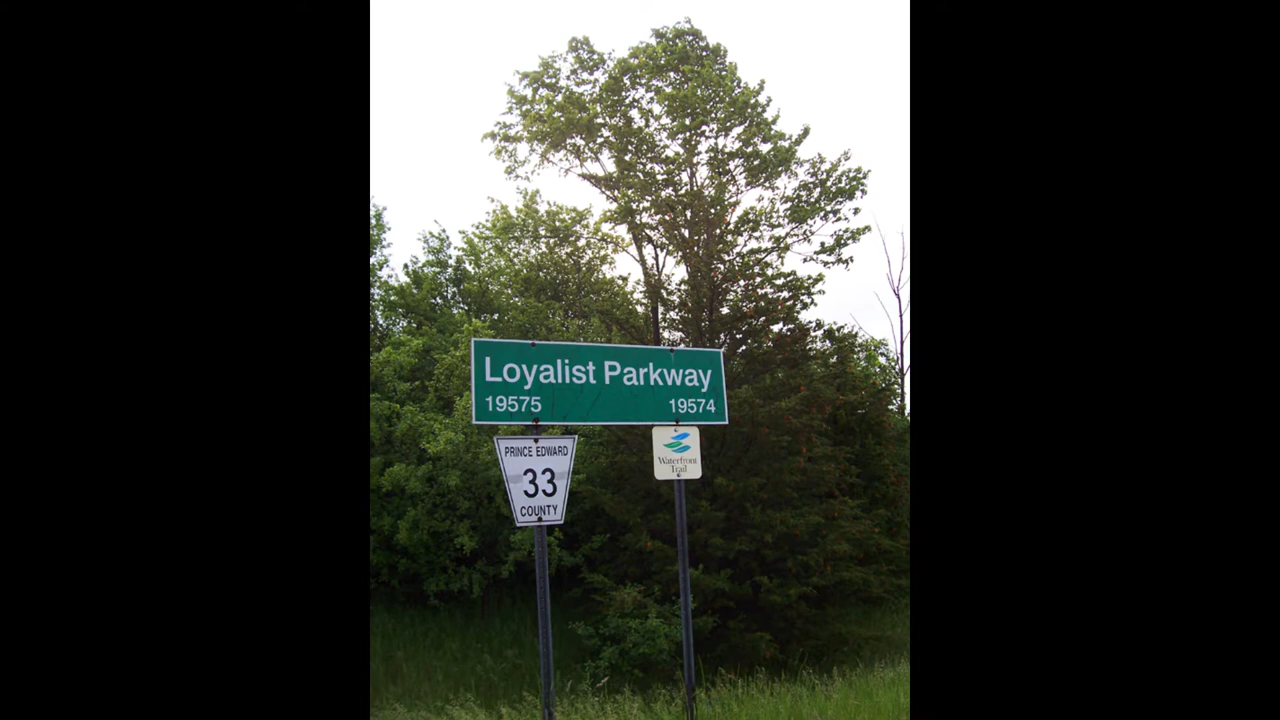 Loyalist Parkway
19575 19574
PRINCE EDWARD
33
COUNTY
Waterfront
Trail